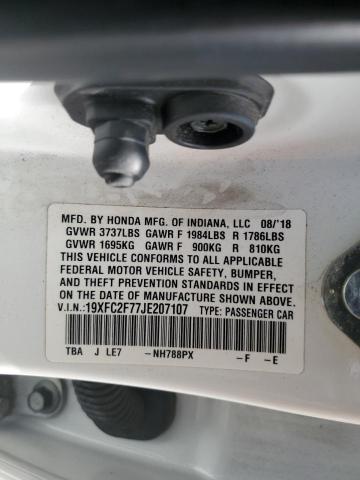 MFD. BY HONDA MFG. OF INDIANA, LLC 08/'18
GVWR 3737LBS GAWR F 1984LBS R 1786LBS
GVWR 1695KG GAWR F 900KG R 810KG
THIS VEHICLE CONFORMS TO ALL APPLICABLE
FEDERAL MOTOR VEHICLE SAFETY, BUMPER,
AND THEFT PREVENTION STANDARDS IN EFFECT
ON THE DATE OF MANUFACTURE SHOWN ABOVE.
V.I.N.:19XFC2F77JE207107 TYPE: PASSENGER CAR
TBA J LE7 -NH788PX -F -E